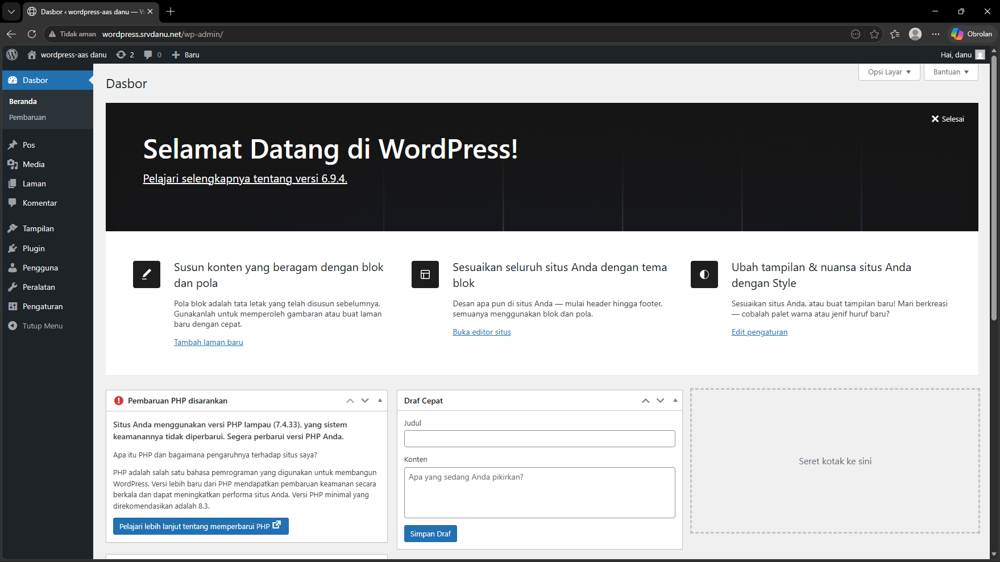 Dasbor ‹ wordpress-aas danu — W
Tidak aman
wordpress.srvdanu.net/wp-admin/
Obrolan
wordpress-aas danu
2
0
Baru
Hai, danu
Dasbor
Beranda
Pembaruan
Pos
Media
Laman
Komentar
Tampilan
Plugin
Pengguna
Peralatan
Pengaturan
Tutup Menu
Dasbor
Opsi Layar
Bantuan
Selesai
Selamat Datang di WordPress!
Pelajari selengkapnya tentang versi 6.9.4.
Susun konten yang beragam dengan blok
dan pola
Pola blok adalah tata letak yang telah disusun sebelumnya.
Gunakanlah untuk memperoleh gambaran atau buat laman
baru dengan cepat.
Tambah laman baru
Sesuaikan seluruh situs Anda dengan tema
blok
Desan apa pun di situs Anda — mulai header hingga footer,
semuanya menggunakan blok dan pola.
Buka editor situs
Ubah tampilan & nuansa situs Anda
dengan Style
Sesuaikan situs Anda, atau buat tampilan baru! Mari berkreasi
— cobalah palet warna atau jenif huruf baru?
Edit pengaturan
Pembaruan PHP disarankan
Situs Anda menggunakan versi PHP lampau (7.4.33), yang sistem
keamanannya tidak diperbarui. Segera perbarui versi PHP Anda.
Apa itu PHP dan bagaimana pengaruhnya terhadap situs saya?
PHP adalah salah satu bahasa pemrograman yang digunakan untuk membangun
WordPress. Versi lebih baru dari PHP mendapatkan pembaruan keamanan secara
berkala dan dapat meningkatkan performa situs Anda. Versi PHP minimal yang
direkomendasikan adalah 8.3.
Pelajari lebih lanjut tentang memperbarui PHP
Draf Cepat
Judul
Konten
Apa yang sedang Anda pikirkan?
Simpan Draf
Seret kotak ke sini